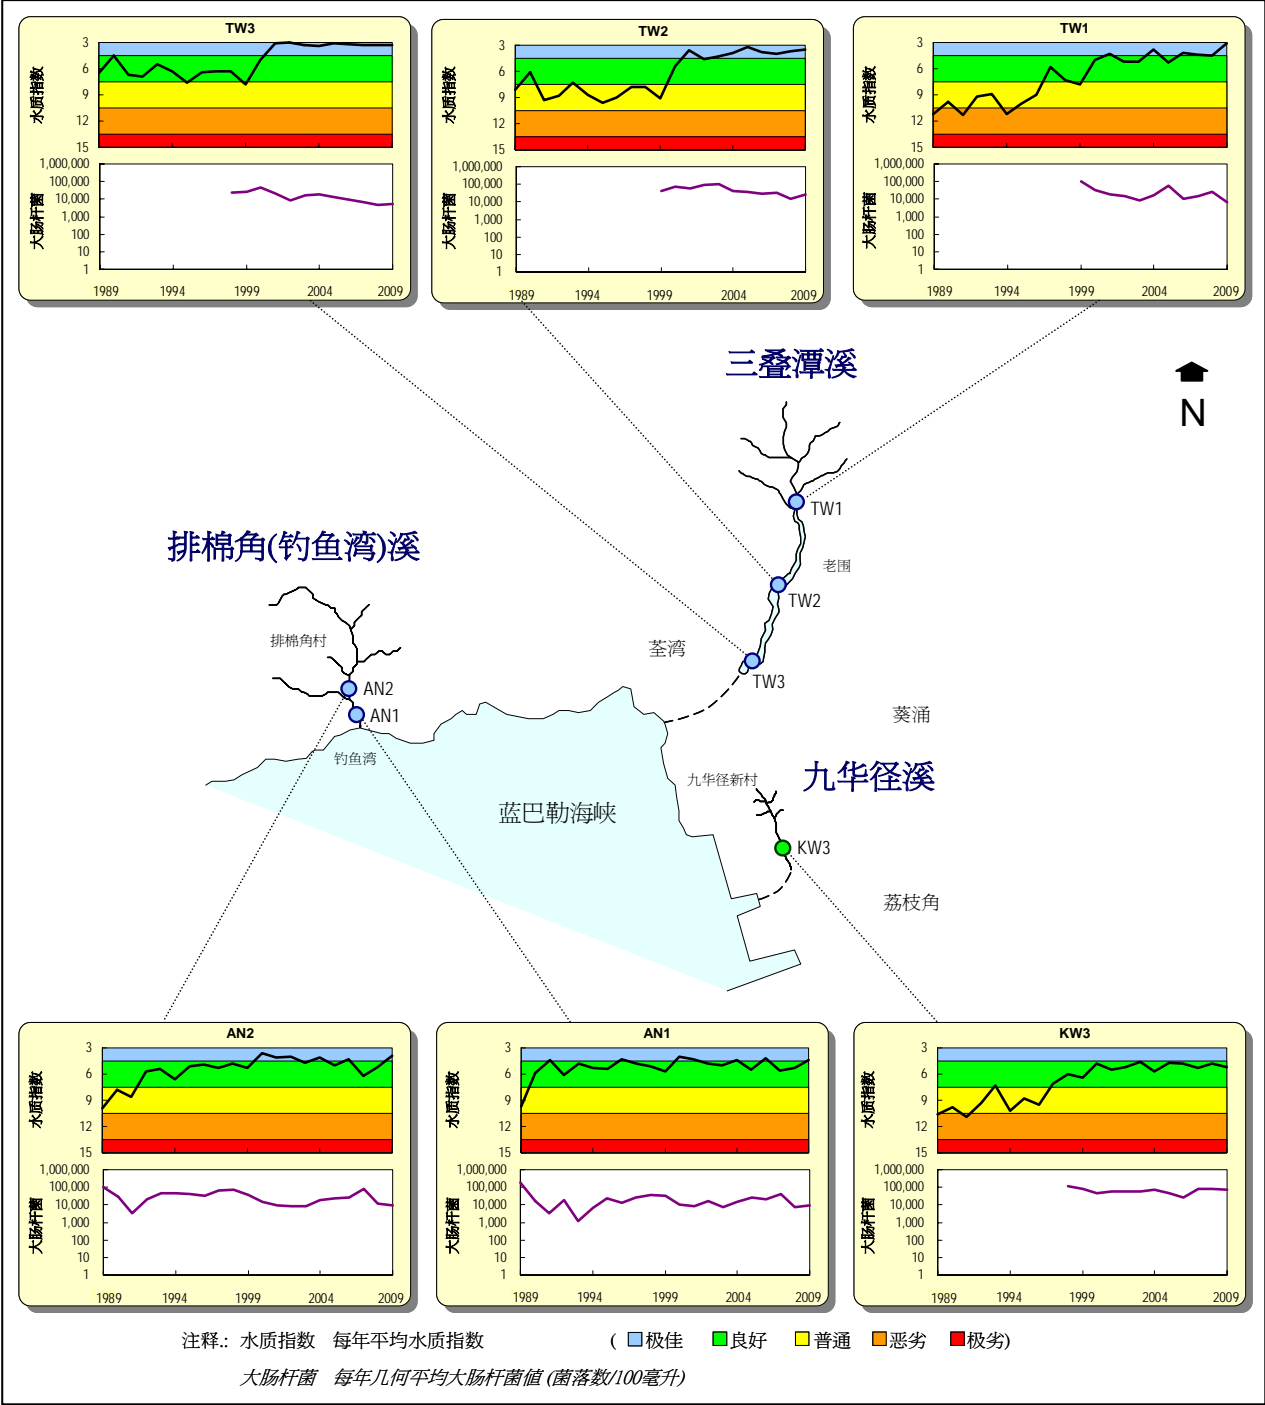 TW3
水质指数
3
6
9
12
15
大肠杆菌
1,000,000
100,000
10,000
1,000
100
10
1
1989 1994 1999 2004 2009
TW2
水质指数
3
6
9
12
15
大肠杆菌
1,000,000
100,000
10,000
1,000
100
10
1
1989 1994 1999 2004 2009
TW1
水质指数
3
6
9
12
15
大肠杆菌
1,000,000
100,000
10,000
1,000
100
10
1
1989 1994 1999 2004 2009
三叠潭溪
N
TW1
排棉角(钓鱼湾)溪
老围
TW2
排棉角村
荃湾
TW3
AN2
AN1
葵涌
钓鱼湾
九华径新村
九华径溪
蓝巴勒海峡
KW3
荔枝角
AN2
水质指数
3
6
9
12
15
大肠杆菌
1,000,000
100,000
10,000
1,000
100
10
1
1989 1994 1999 2004 2009
AN1
水质指数
3
6
9
12
15
大肠杆菌
1,000,000
100,000
10,000
1,000
100
10
1
1989 1994 1999 2004 2009
KW3
水质指数
3
6
9
12
15
大肠杆菌
1,000,000
100,000
10,000
1,000
100
10
1
1989 1994 1999 2004 2009
注释.: 水质指数 每年平均水质指数 ( 极佳 良好 普通 恶劣 极劣)
大肠杆菌 每年几何平均大肠杆菌值 (菌落数/100毫升)